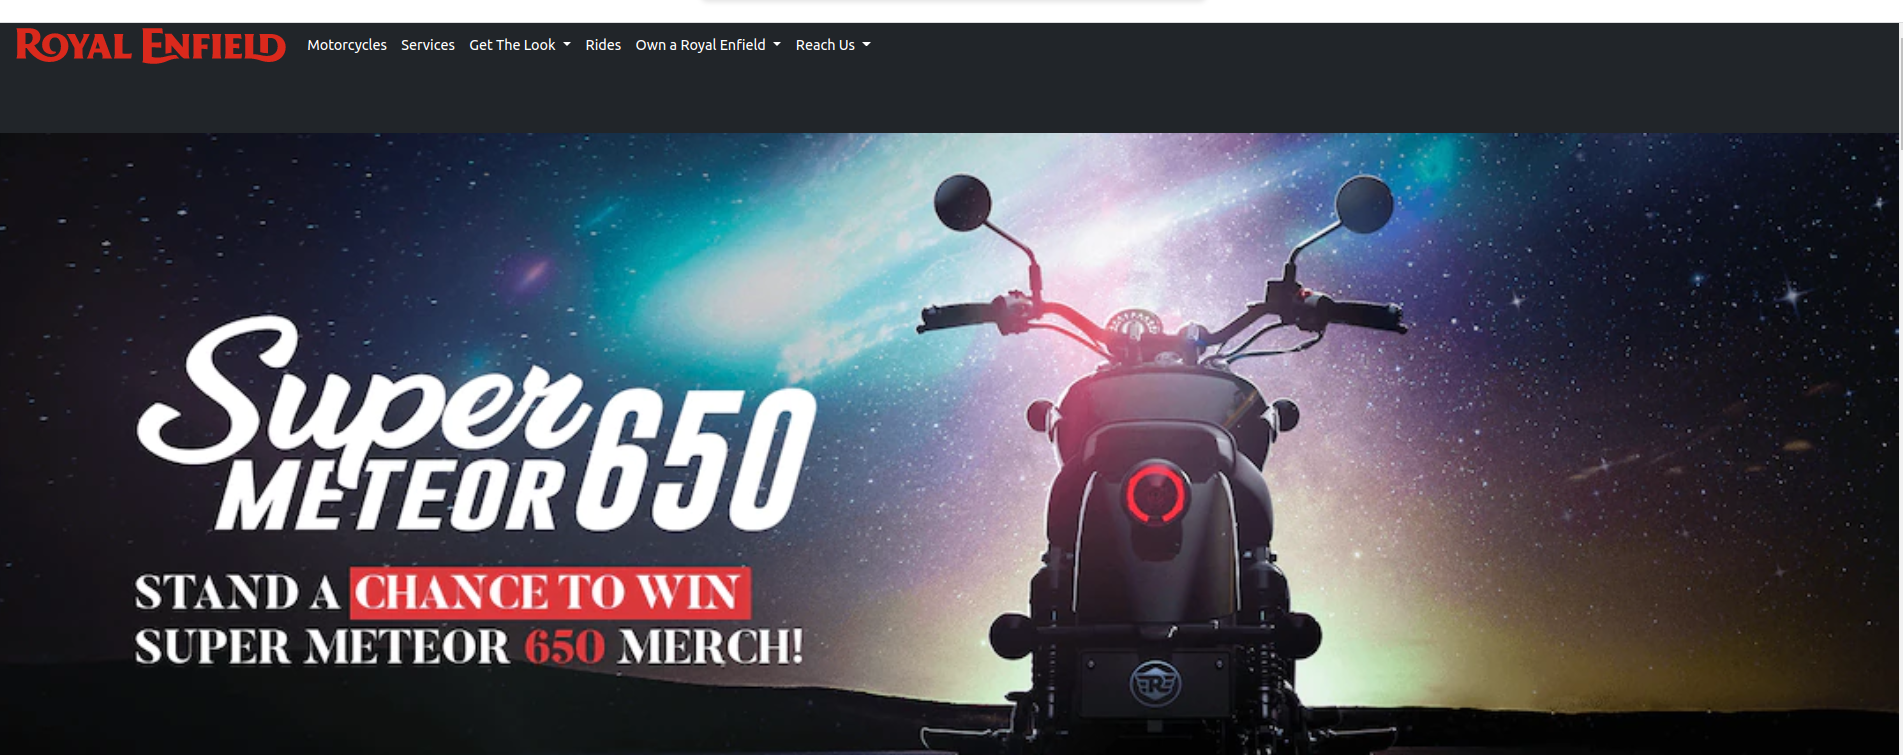 ROYAL ENFIELD
Motorcycles Services Get The Look Rides Own a Royal Enfield Reach Us
Super
METEOR 650
STAND A CHANCE TO WIN
SUPER METEOR 650 MERCH!
R